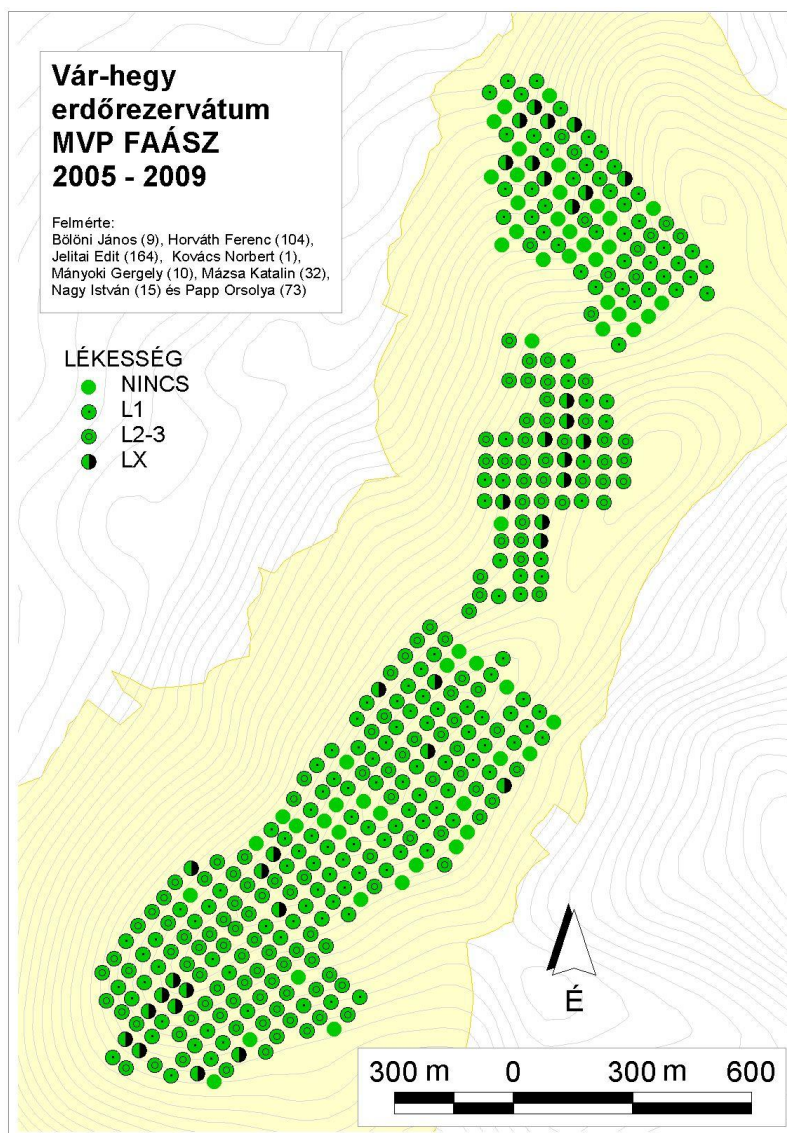 Vár-hegy
erdőrezervátum
MVP FAÁSZ
2005 - 2009
Felmérte:
Bölöni János (9), Horváth Ferenc (104),
Jelitai Edit (164), Kovács Norbert (1),
Mányoki Gergely (10), Mázsa Katalin (32),
Nagy István (15) és Papp Orsolya (73)
LÉKESSÉG
NINCS
L1
L2-3
LX
É
300 m 0 300 m 600